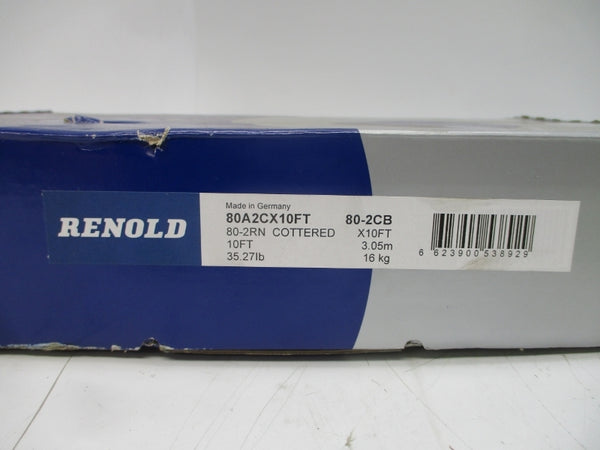 RENOLD
Made in Germany
80A2CX10FT 80-2CB
80-2RN COTTERED X10FT
10FT 3.05m
35.27lb 16 kg
6 623900 538929